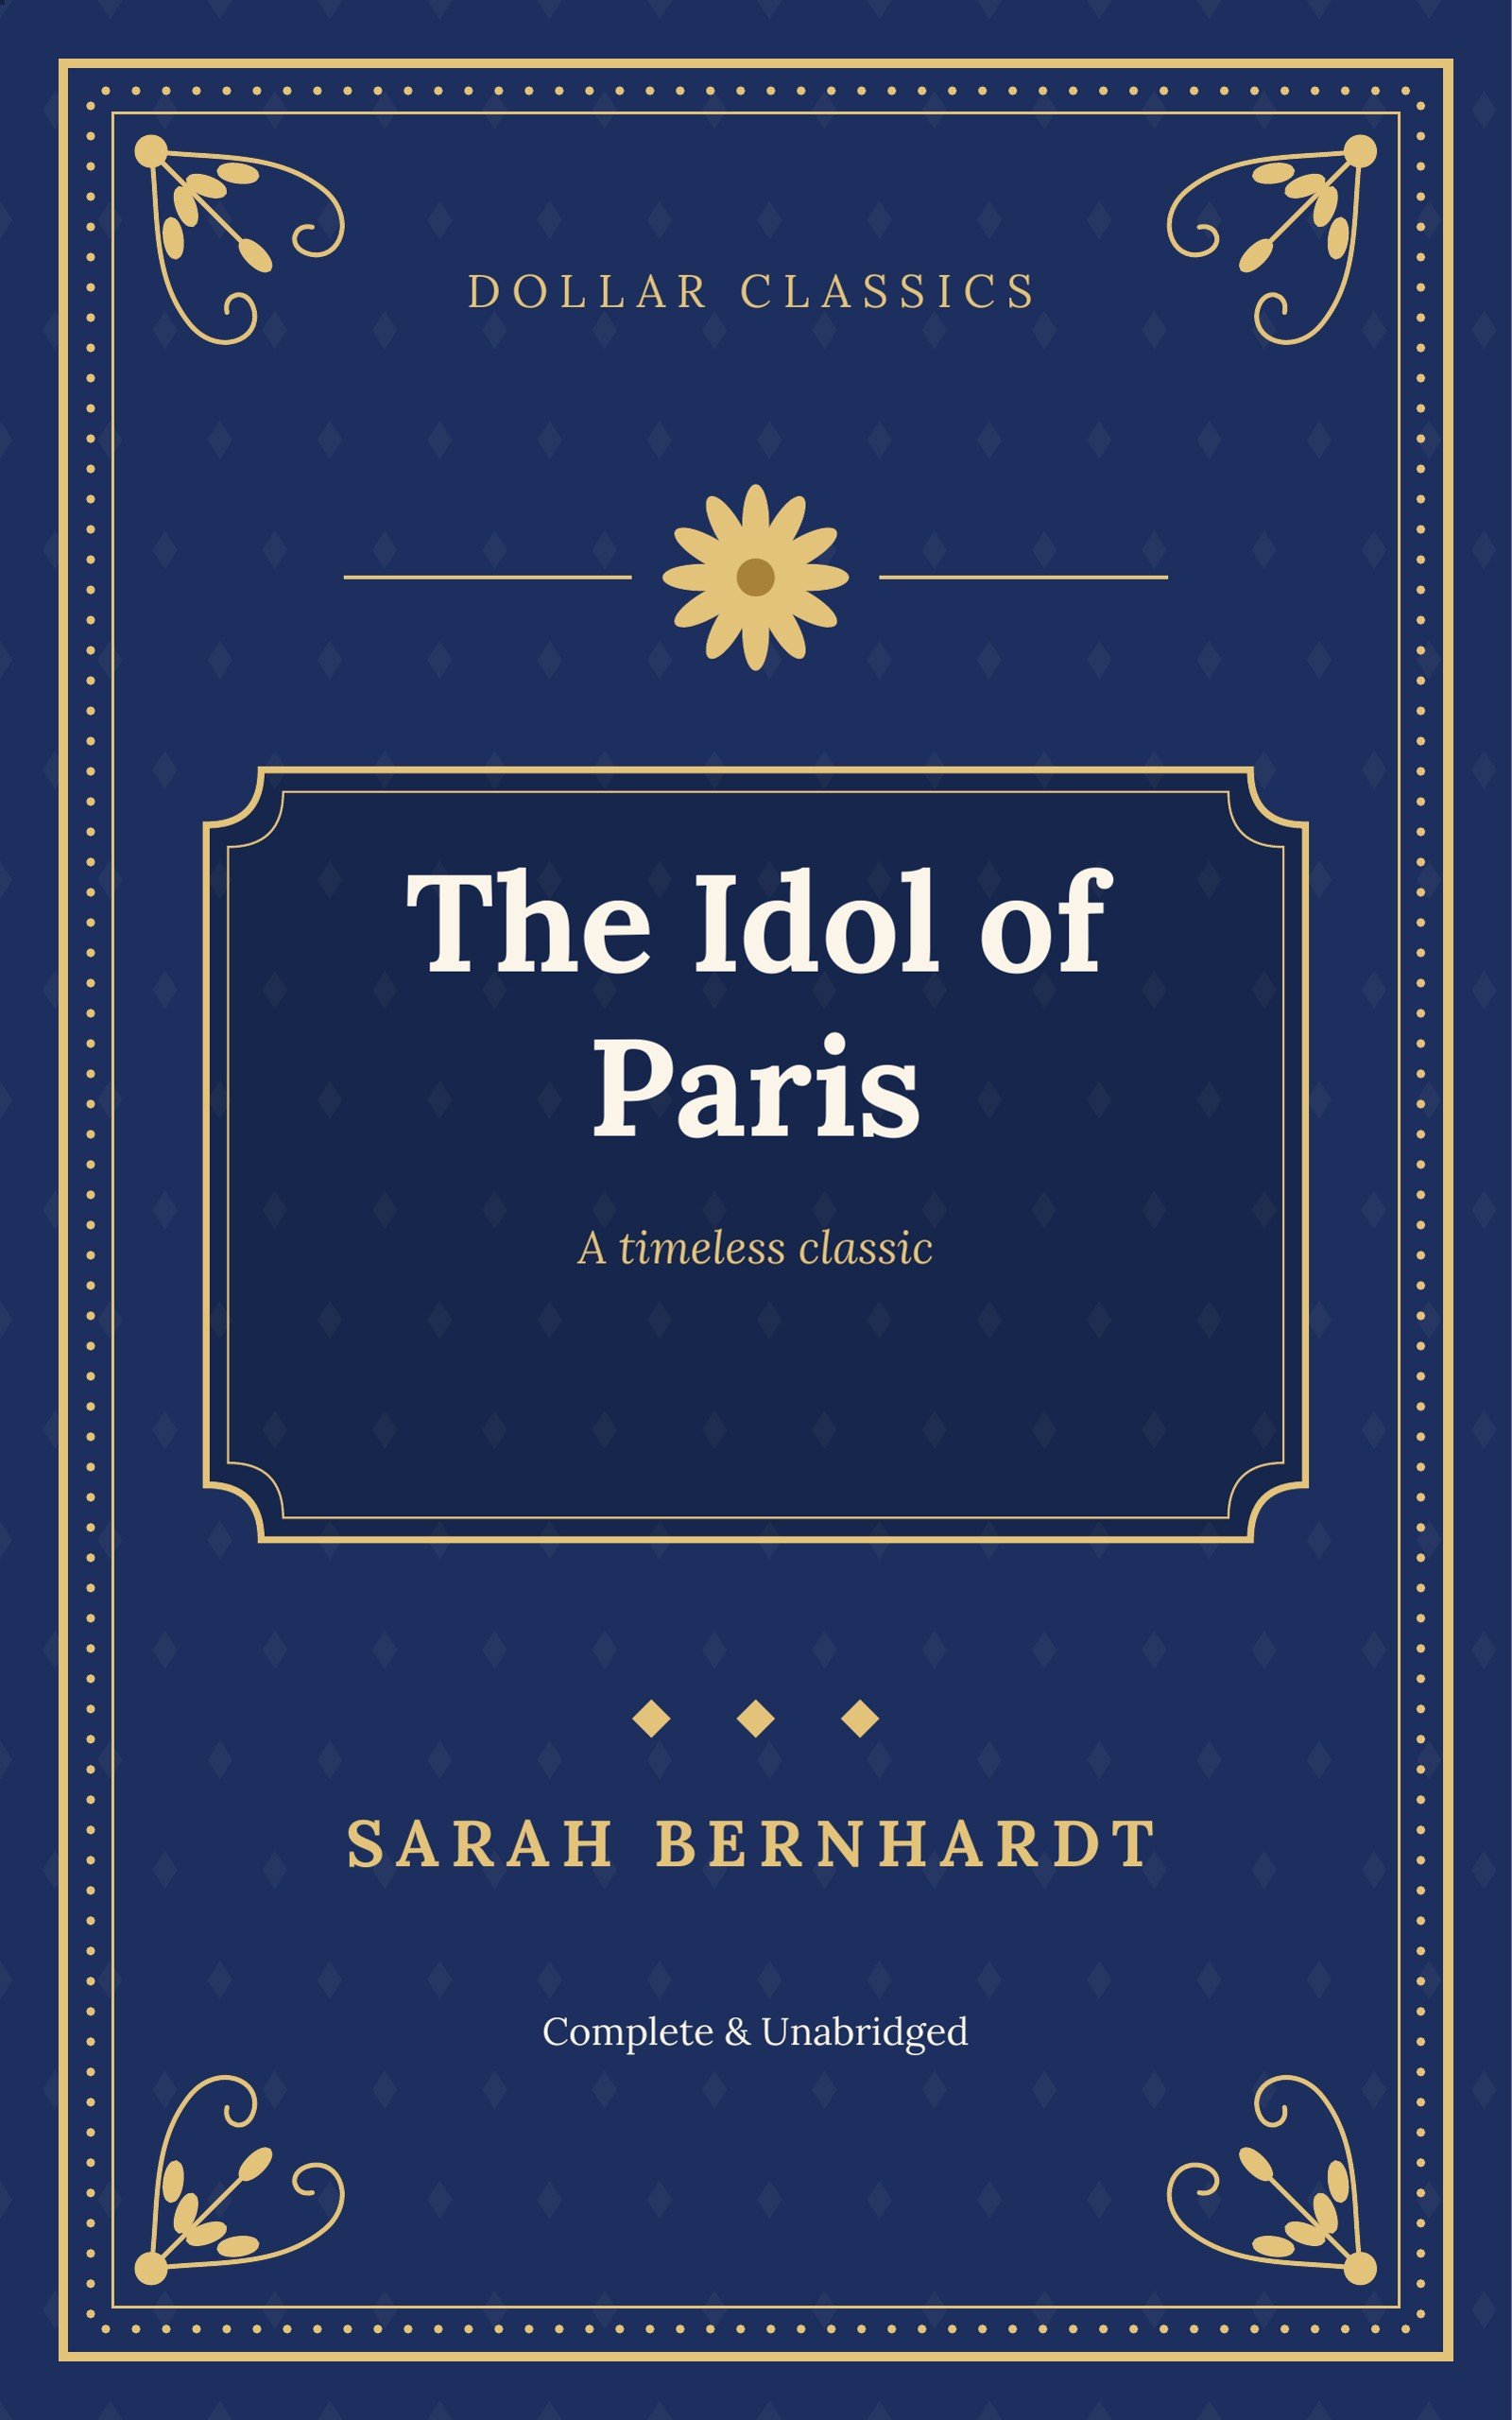 DOLLAR CLASSICS
The Idol of
Paris
A timeless classic
SARAH BERNHARDT
Complete & Unabridged